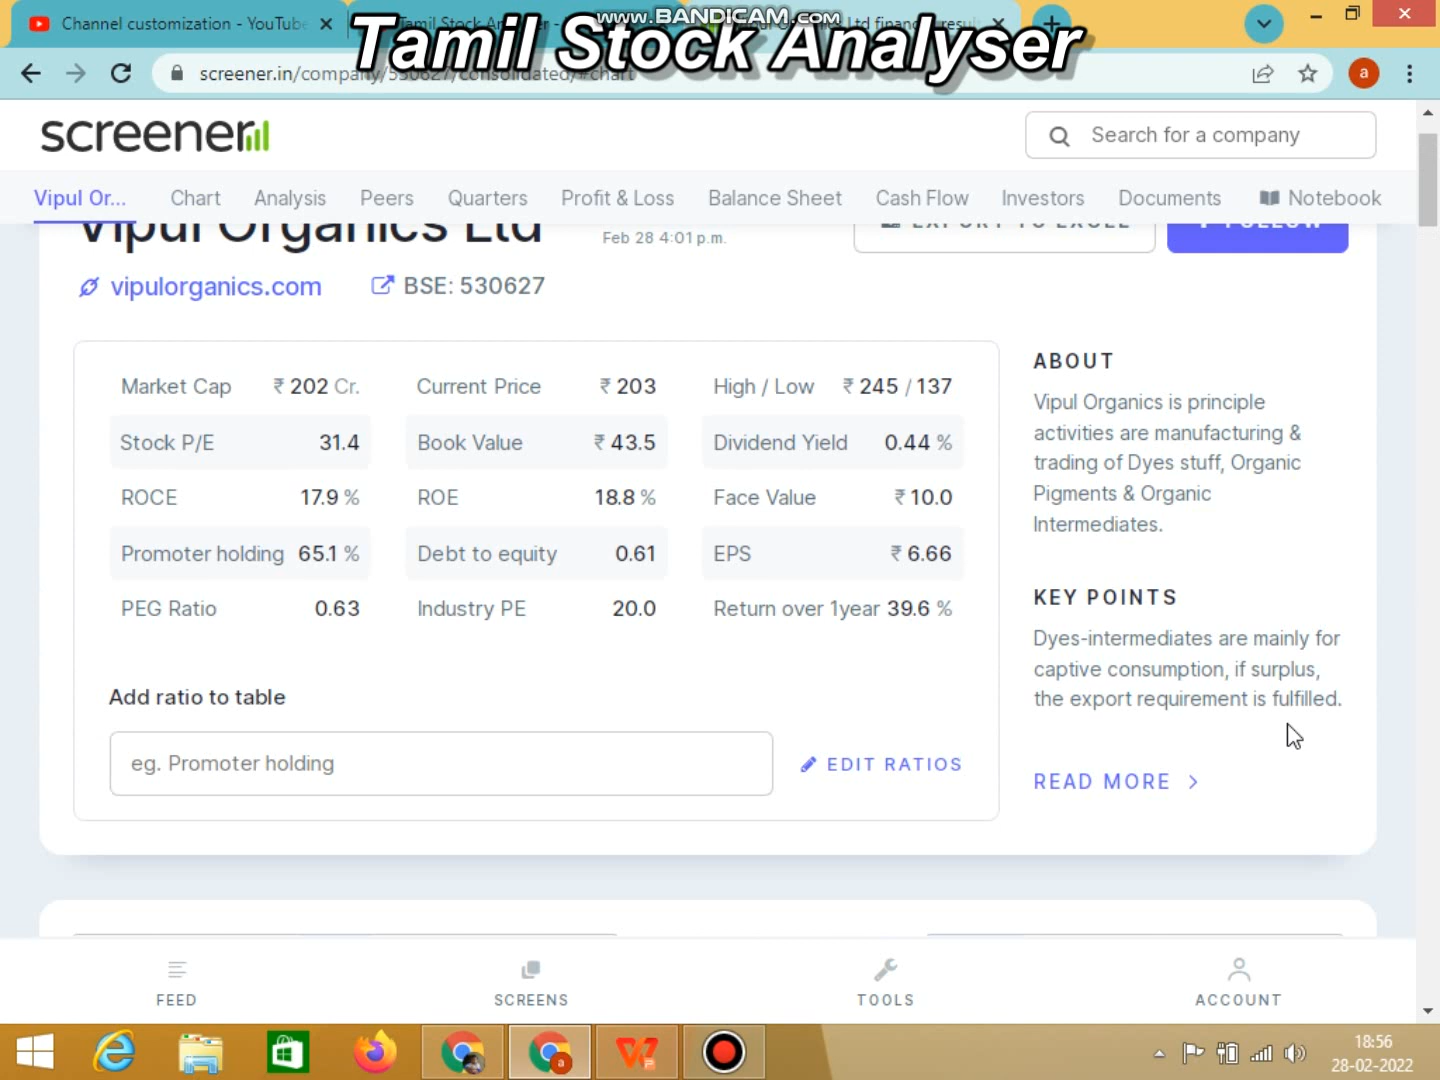 Channel customization - YouTube
www.BANDICAM.com
Tamil Stock Analyser
screener.in/company/530627/consolidated/#chart
a
screener
Search for a company
Vipul Or...
Chart
Analysis
Peers
Quarters
Profit & Loss
Balance Sheet
Cash Flow
Investors
Documents
Notebook
Vipul Organics Ltd
Feb 28 4:01 p.m.
EXPORT TO EXCEL
FOLLOW
vipulorganics.com
BSE: 530627
Market Cap ₹ 202 Cr.
Current Price ₹ 203
High / Low ₹ 245 / 137
Stock P/E 31.4
Book Value ₹ 43.5
Dividend Yield 0.44 %
ROCE 17.9 %
ROE 18.8 %
Face Value ₹ 10.0
Promoter holding 65.1 %
Debt to equity 0.61
EPS ₹ 6.66
PEG Ratio 0.63
Industry PE 20.0
Return over 1year 39.6 %
Add ratio to table
eg. Promoter holding
EDIT RATIOS
ABOUT
Vipul Organics is principle
activities are manufacturing &
trading of Dyes stuff, Organic
Pigments & Organic
Intermediates.
KEY POINTS
Dyes-intermediates are mainly for
captive consumption, if surplus,
the export requirement is fulfilled.
READ MORE
FEED
SCREENS
TOOLS
ACCOUNT
18:56
28-02-2022